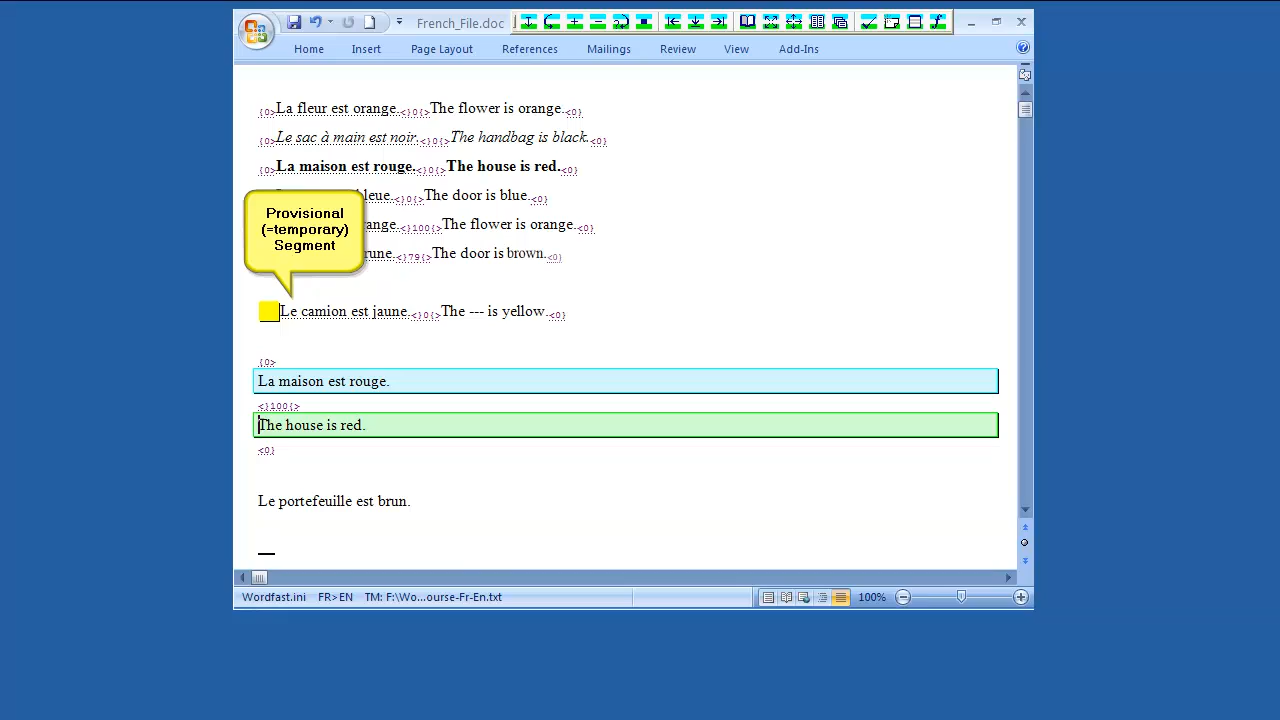 French_File.doc
Home Insert Page Layout References Mailings Review View Add-Ins
{0>La fleur est orange.<}0{>The flower is orange.<0}
{0>Le sac à main est noir.<}0{>The handbag is black.<0}
{0>La maison est rouge.<}0{>The house is red.<0}
leue.<}0{>The door is blue.<0}
Provisional
(=temporary)
Segment
ange.<}100{>The flower is orange.<0}
rune.<}79{>The door is brown.<0}
Le camion est jaune.<}0{>The --- is yellow.<0}
{0>
La maison est rouge.
<}100{>
The house is red.
<0}
Le portefeuille est brun.
Wordfast.ini FR>EN TM: F:\Wo...ourse-Fr-En.txt 100%